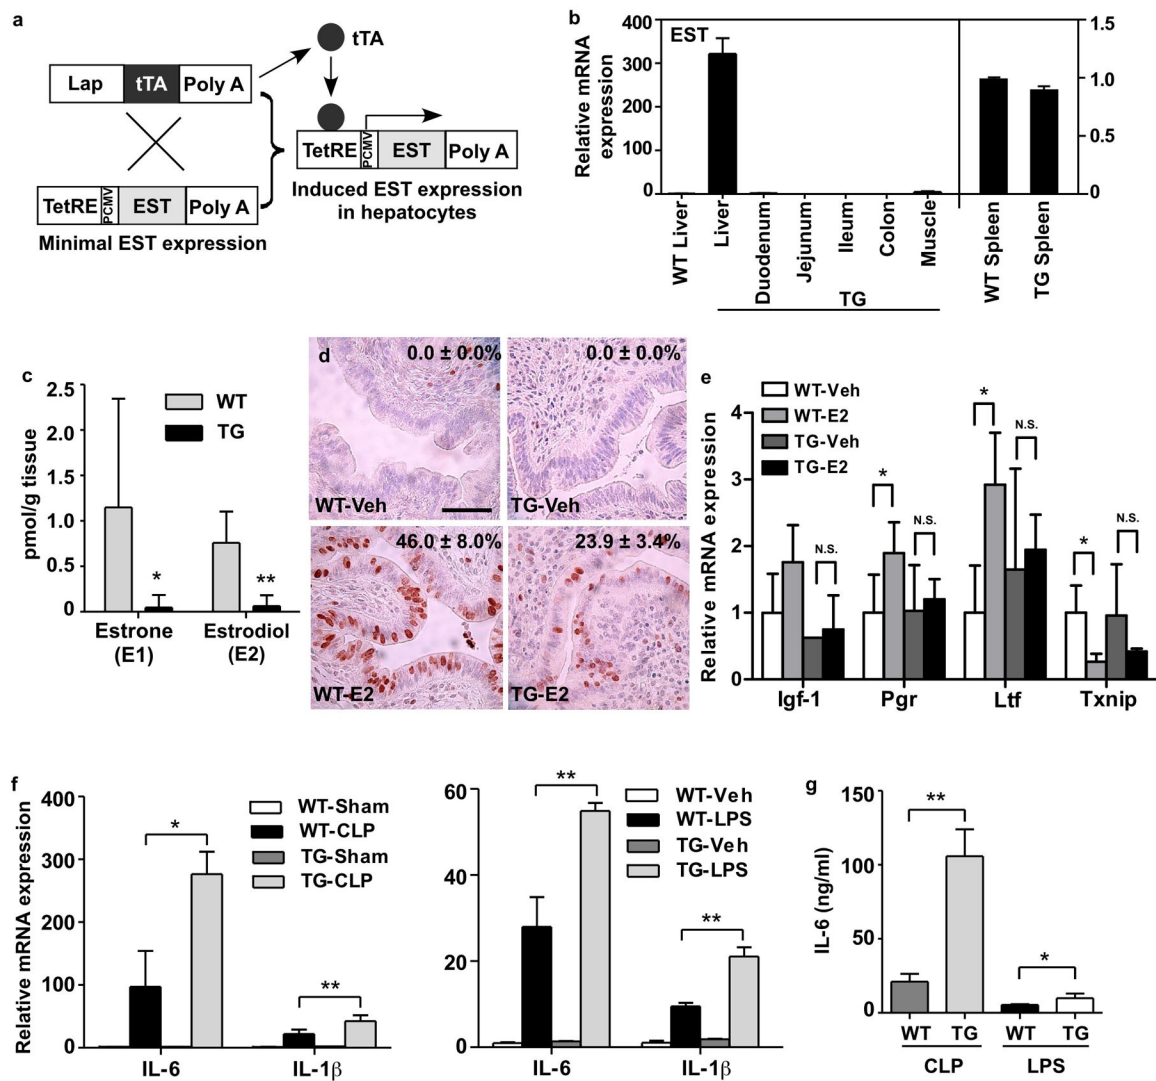 a
Lap tTA Poly A
tTA
TetRE PCMV EST Poly A
Minimal EST expression
TetRE PCMV EST Poly A
Induced EST expression
in hepatocytes
b
EST
Relative mRNA
expression
400
300
200
100
0
1.5
1.0
0.5
0
WT Liver
Liver
Duodenum
Jejunum
Ileum
Colon
Muscle
WT Spleen
TG Spleen
TG
c
pmol/g tissue
2.5
2.0
1.5
1.0
0.5
0
WT
TG
*
**
Estrone
(E1)
Estrodiol
(E2)
d
0.0 ± 0.0%
WT-Veh
0.0 ± 0.0%
TG-Veh
46.0 ± 8.0%
WT-E2
23.9 ± 3.4%
TG-E2
e
Relative mRNA expression
4
2
1
0
WT-Veh
WT-E2
TG-Veh
TG-E2
N.S.
*
N.S.
*
N.S.
*
N.S.
Igf-1 Pgr Ltf Txnip
f
Relative mRNA expression
400
300
200
100
0
WT-Sham
WT-CLP
TG-Sham
TG-CLP
*
**
IL-6 IL-1β
60
40
20
0
WT-Veh
WT-LPS
TG-Veh
TG-LPS
**
**
IL-6 IL-1β
g
IL-6 (ng/ml)
150
100
50
0
**
*
WT TG WT TG
CLP LPS